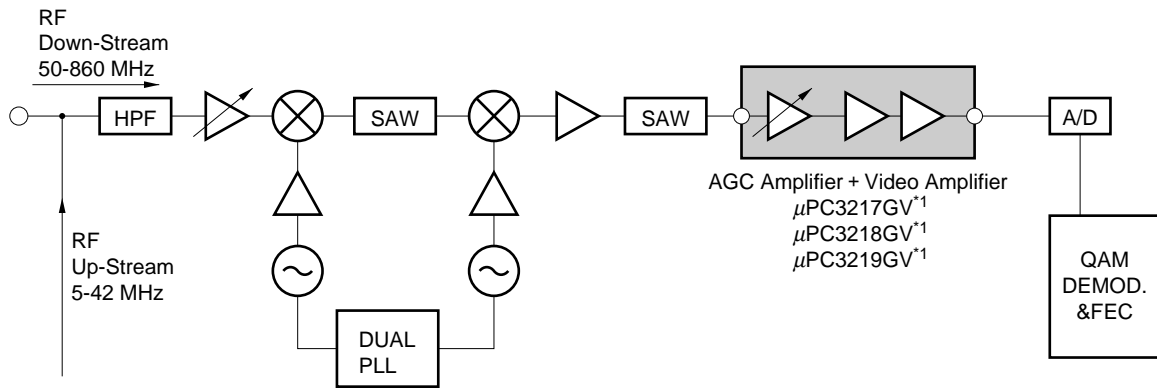 RF
Down-Stream
50-860 MHz
HPF
SAW
SAW
A/D
AGC Amplifier + Video Amplifier
μPC3217GV*1
μPC3218GV*1
μPC3219GV*1
RF
Up-Stream
5-42 MHz
DUAL
PLL
QAM
DEMOD.
&FEC